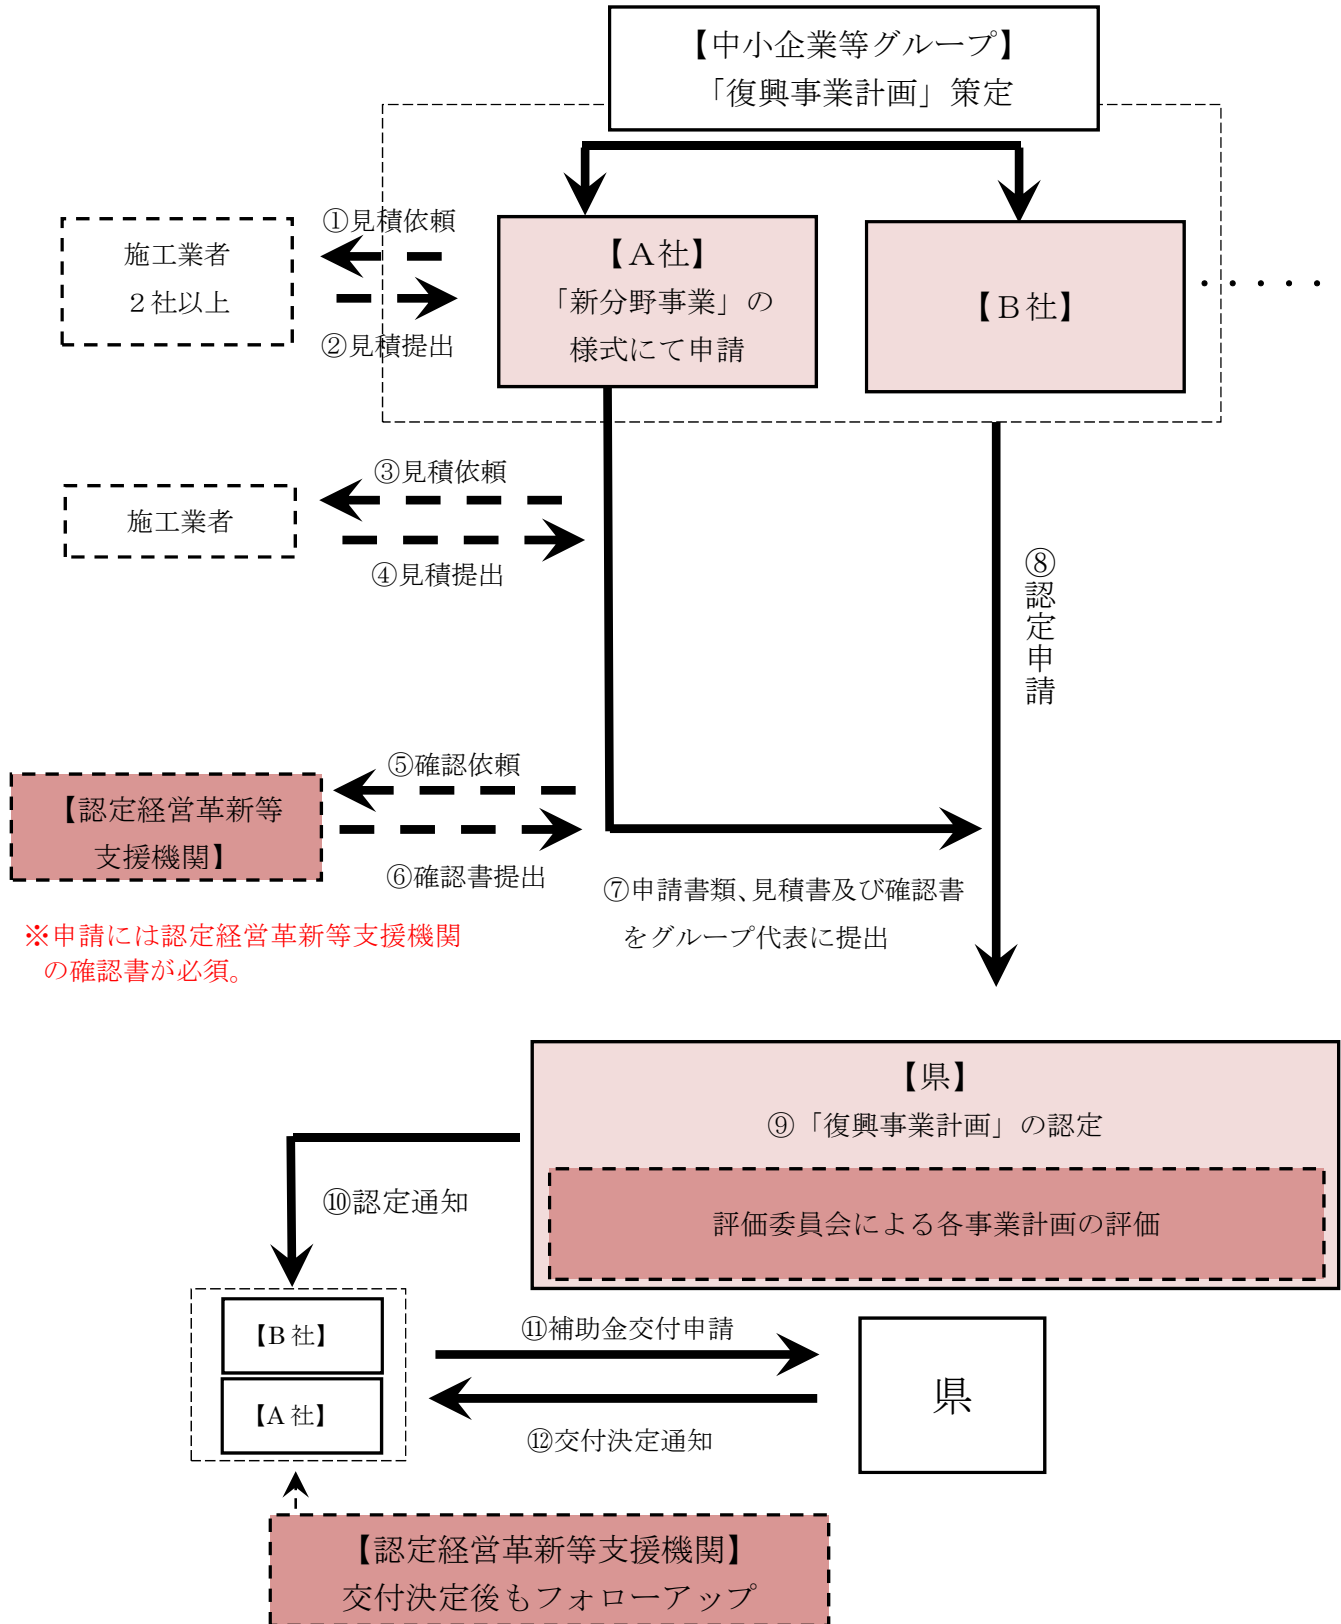 【中小企業等グループ】
「復興事業計画」策定
①見積依頼
施工業者
２社以上
②見積提出
【Ａ社】
「新分野事業」の
様式にて申請
【Ｂ社】
・・・・・
③見積依頼
施工業者
④見積提出
⑧認定申請
⑤確認依頼
【認定経営革新等
支援機関】
⑥確認書提出
⑦申請書類、見積書及び確認書
をグループ代表に提出
※申請には認定経営革新等支援機関
の確認書が必須。
【県】
⑨「復興事業計画」の認定
評価委員会による各事業計画の評価
⑩認定通知
【B 社】
【A 社】
⑪補助金交付申請
⑫交付決定通知
県
【認定経営革新等支援機関】
交付決定後もフォローアップ